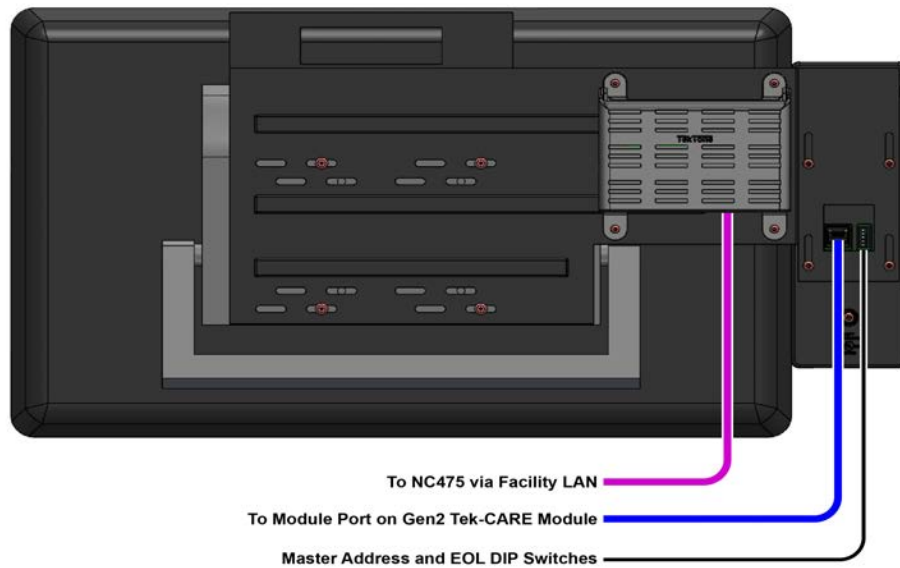 TekTone
To NC475 via Facility LAN
To Module Port on Gen2 Tek-CARE Module
Master Address and EOL DIP Switches